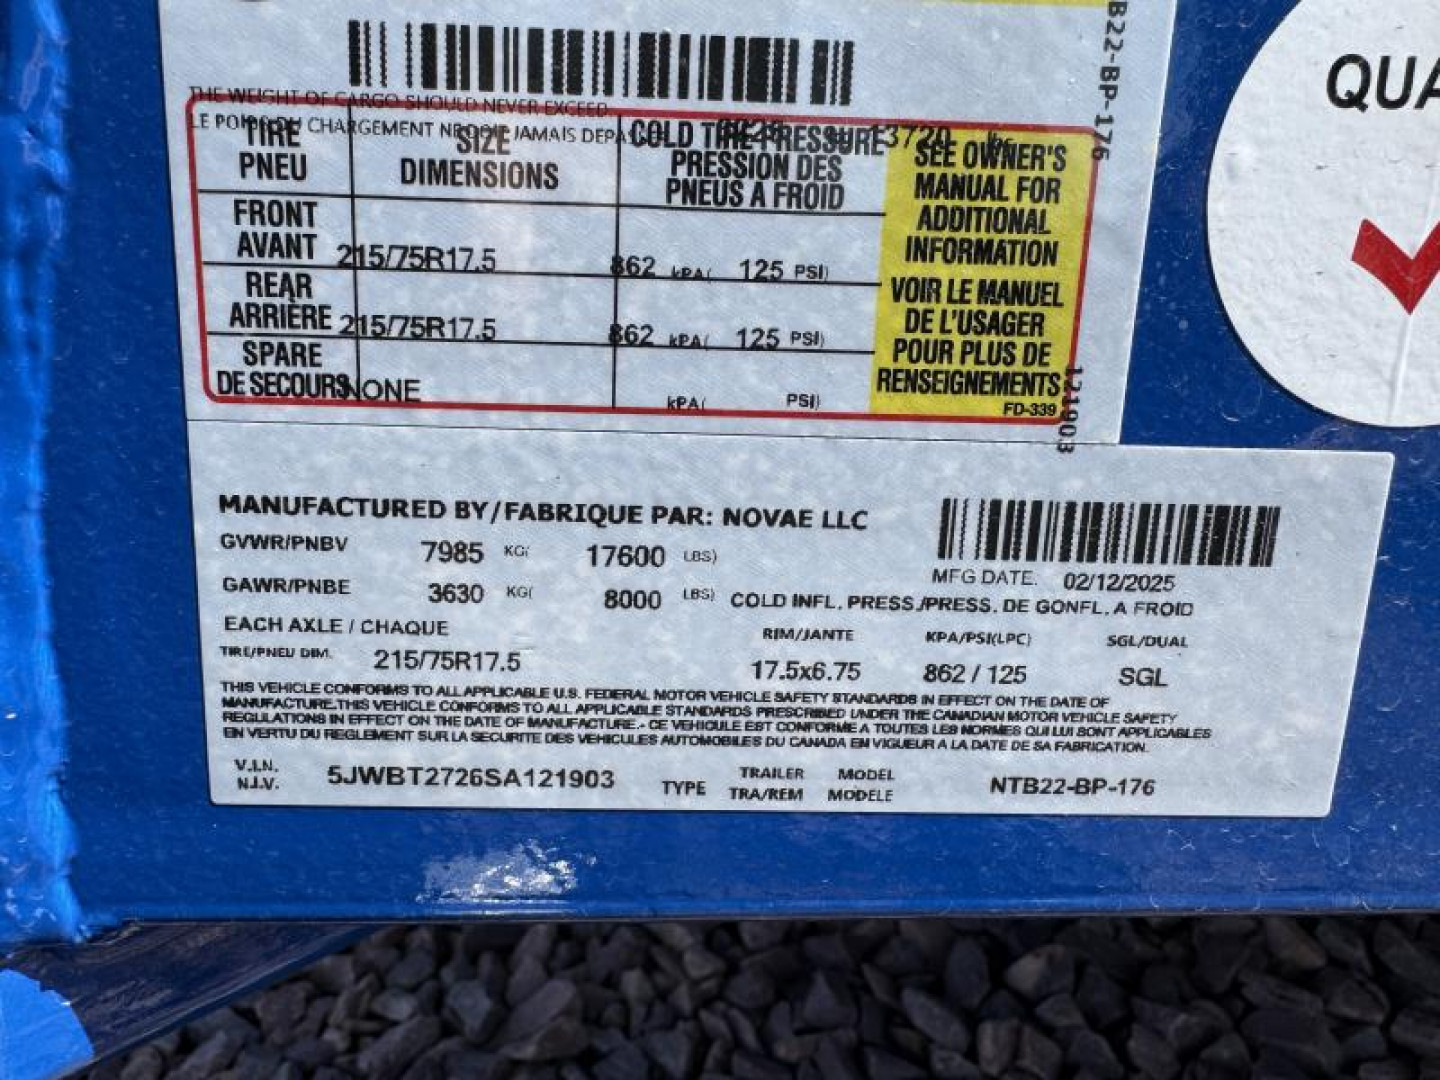 THE WEIGHT OF CARGO SHOULD NEVER EXCEED
LE POIDS DU CHARGEMENT NE DOIT JAMAIS 13720
TIRE
PNEU
SIZE
DIMENSIONS
COLD TIRE PRESSURE
PRESSION DES
PNEUS A FROID
FRONT
AVANT 215/75R17.5 862 kPA( 125 PSI)
REAR
ARRIÈRE 215/75R17.5 862 kPA( 125 PSI)
SPARE
DE SECOURS NONE kPA( PSI)
SEE OWNER'S
MANUAL FOR
ADDITIONAL
INFORMATION
VOIR LE MANUEL
DE L'USAGER
POUR PLUS DE
RENSEIGNEMENTS
FD-339
B22-BP-176
121903
QUA
MANUFACTURED BY/FABRIQUE PAR: NOVAE LLC
GVWR/PNBV 7985 KG( 17600 LBS)
MFG DATE. 02/12/2025
GAWR/PNBE 3630 KG( 8000 LBS) COLD INFL. PRESS./PRESS. DE GONFL. A FROID
EACH AXLE / CHAQUE RIM/JANTE KPA/PSI(LPC) SGL/DUAL
TIRE/PNEU DIM. 215/75R17.5 17.5x6.75 862 / 125 SGL
THIS VEHICLE CONFORMS TO ALL APPLICABLE U.S. FEDERAL MOTOR VEHICLE SAFETY STANDARDS IN EFFECT ON THE DATE OF
MANUFACTURE.THIS VEHICLE CONFORMS TO ALL APPLICABLE STANDARDS PRESCRIBED UNDER THE CANADIAN MOTOR VEHICLE SAFETY
REGULATIONS IN EFFECT ON THE DATE OF MANUFACTURE.- CE VEHICULE EST CONFORME A TOUTES LES NORMES QUI LUI SONT APPLICABLES
EN VERTU DU REGLEMENT SUR LA SECURITE DES VEHICULES AUTOMOBILES DU CANADA EN VIGUEUR A LA DATE DE SA FABRICATION.
V.I.N.
N.I.V. 5JWBT2726SA121903 TYPE TRAILER MODEL NTB22-BP-176
TRA/REM MODELE